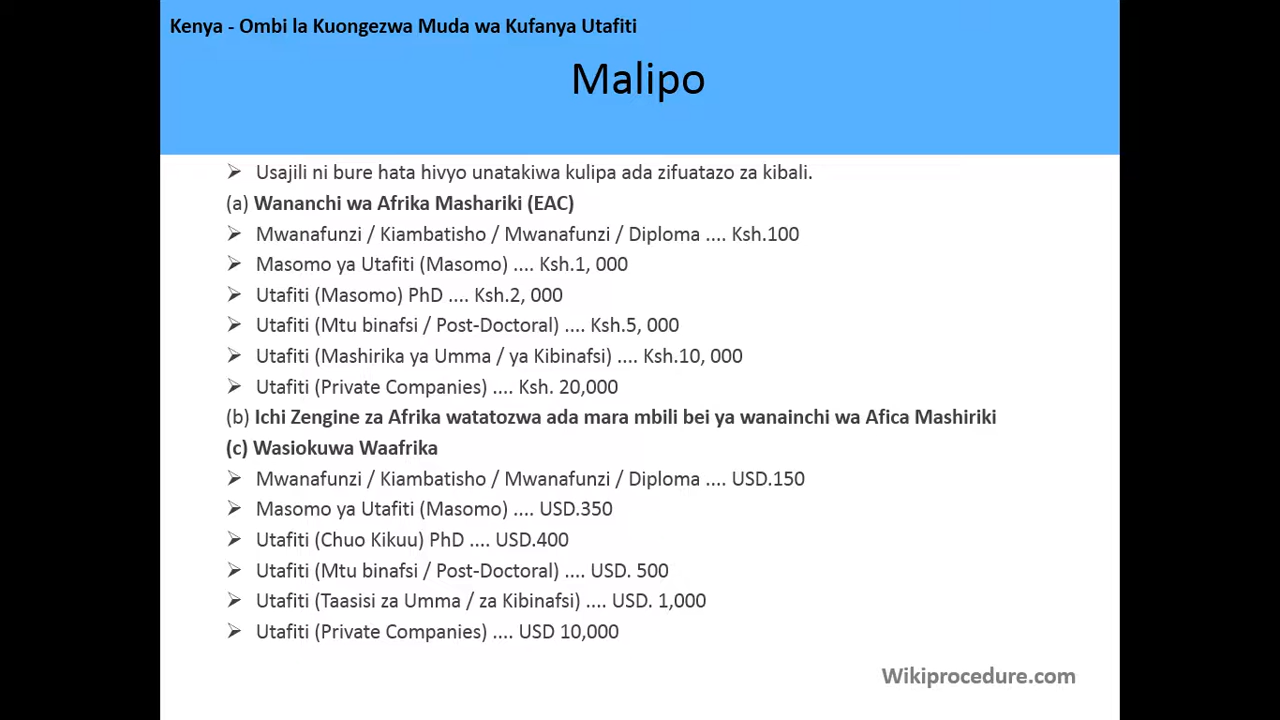 Kenya - Ombi la Kuongezwa Muda wa Kufanya Utafiti
Malipo
➢ Usajili ni bure hata hivyo unatakiwa kulipa ada zifuatazo za kibali.
(a) Wananchi wa Afrika Mashariki (EAC)
➢ Mwanafunzi / Kiambatisho / Mwanafunzi / Diploma .... Ksh.100
➢ Masomo ya Utafiti (Masomo) .... Ksh.1, 000
➢ Utafiti (Masomo) PhD .... Ksh.2, 000
➢ Utafiti (Mtu binafsi / Post-Doctoral) .... Ksh.5, 000
➢ Utafiti (Mashirika ya Umma / ya Kibinafsi) .... Ksh.10, 000
➢ Utafiti (Private Companies) .... Ksh. 20,000
(b) Ichi Zengine za Afrika watatozwa ada mara mbili bei ya wanainchi wa Afica Mashiriki
(c) Wasiokuwa Waafrika
➢ Mwanafunzi / Kiambatisho / Mwanafunzi / Diploma .... USD.150
➢ Masomo ya Utafiti (Masomo) .... USD.350
➢ Utafiti (Chuo Kikuu) PhD .... USD.400
➢ Utafiti (Mtu binafsi / Post-Doctoral) .... USD. 500
➢ Utafiti (Taasisi za Umma / za Kibinafsi) .... USD. 1,000
➢ Utafiti (Private Companies) .... USD 10,000
Wikiprocedure.com